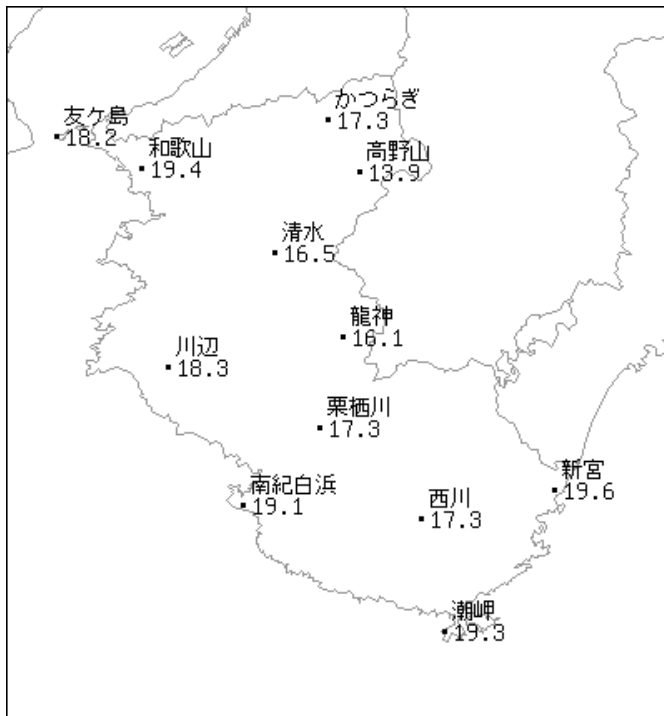 かつらぎ
17.3
友ケ島
18.2
和歌山
19.4
高野山
13.9
清水
16.5
龍神
16.1
川辺
18.3
栗栖川
17.3
新宮
19.6
南紀白浜
19.1
西川
17.3
潮岬
19.3